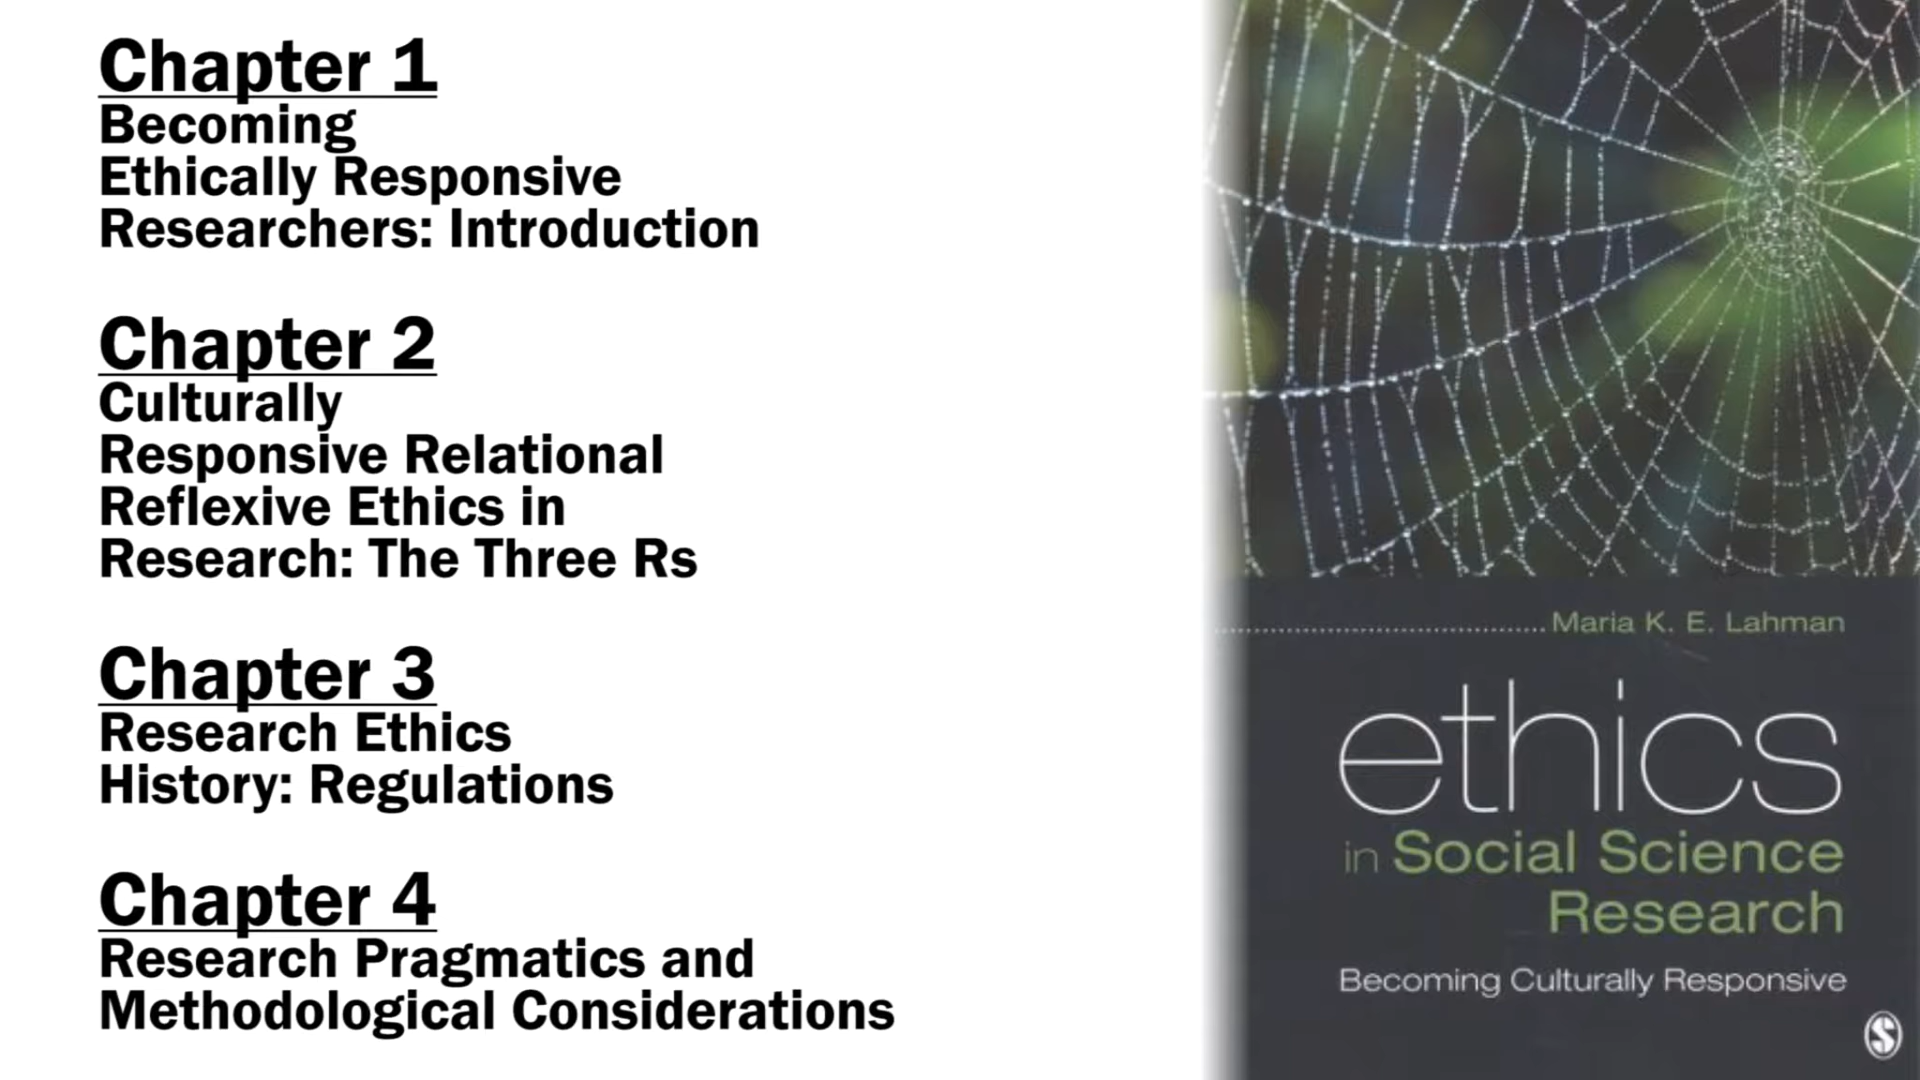 Chapter 1
Becoming
Ethically Responsive
Researchers: Introduction
Chapter 2
Culturally
Responsive Relational
Reflexive Ethics in
Research: The Three Rs
Chapter 3
Research Ethics
History: Regulations
Chapter 4
Research Pragmatics and
Methodological Considerations
Maria K. E. Lahman
ethics
in Social Science
Research
Becoming Culturally Responsive
S